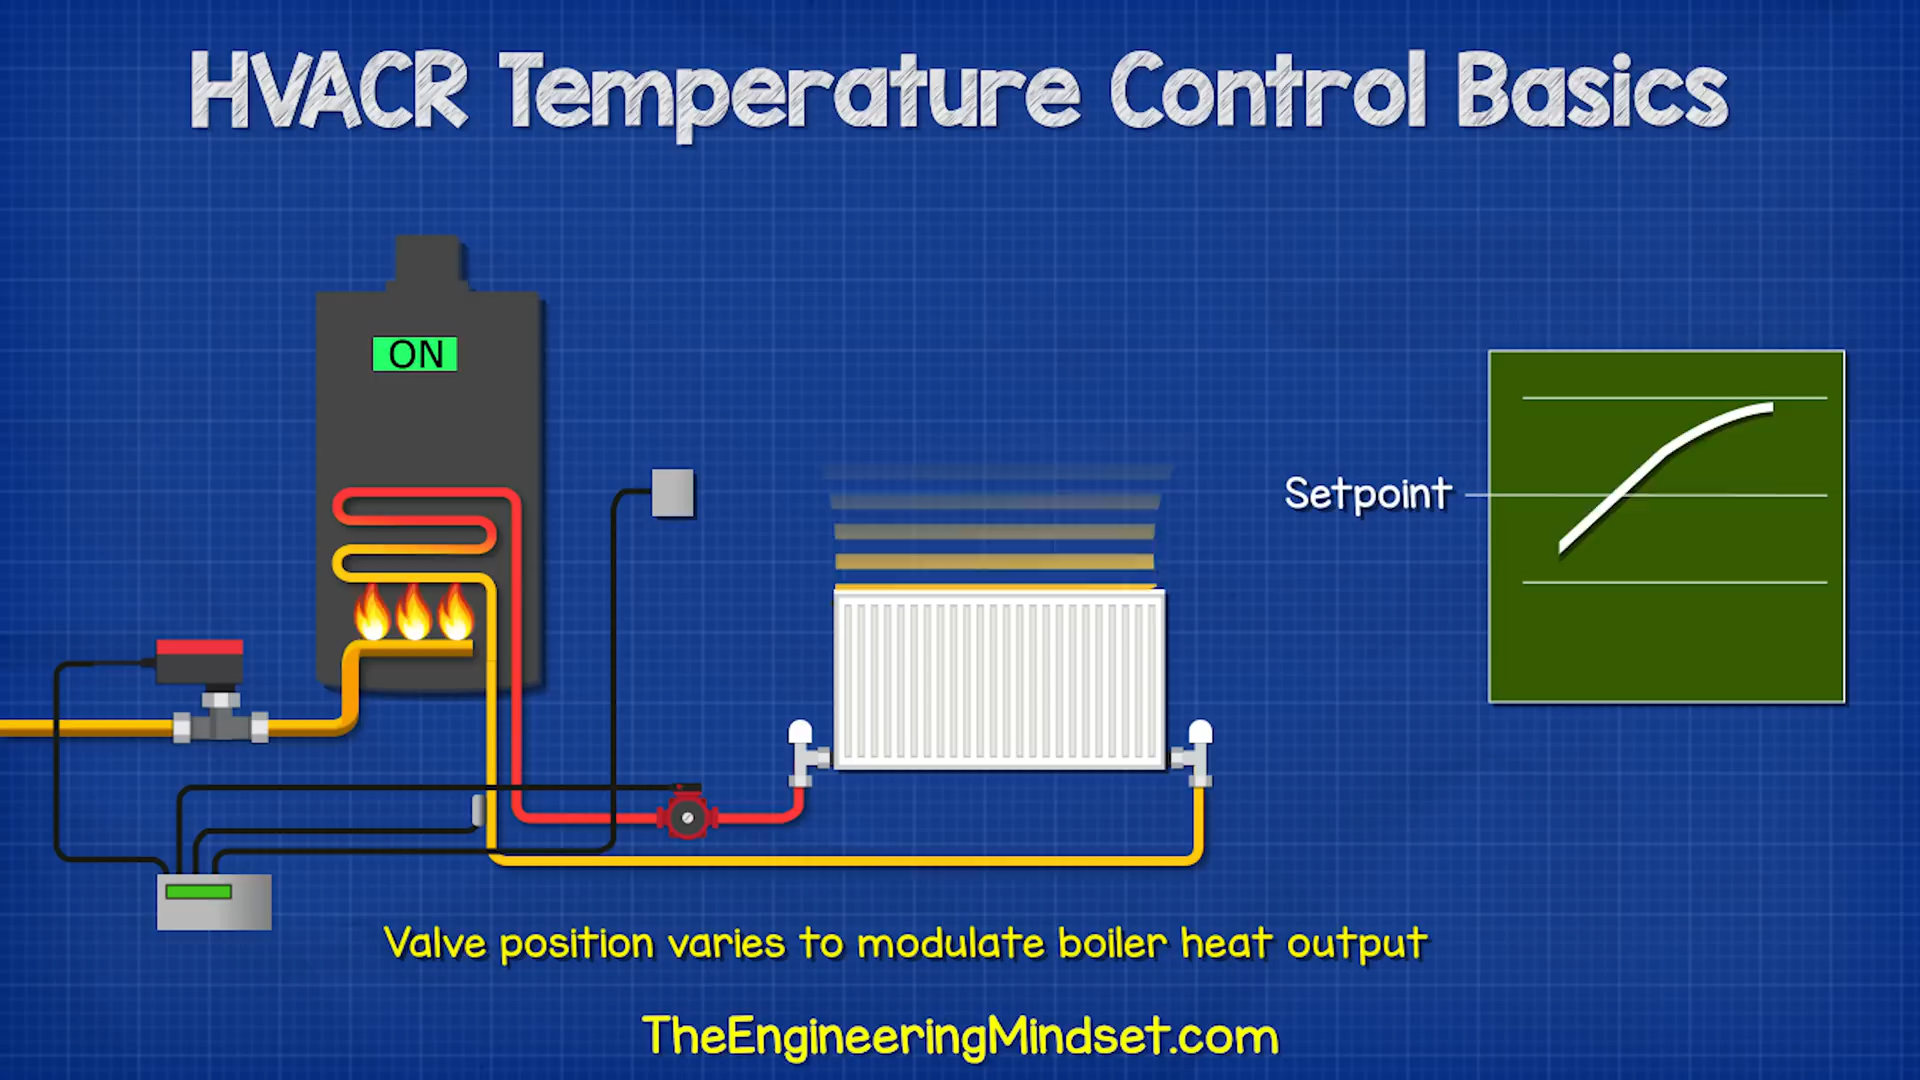 HVACR Temperature Control Basics
ON
Setpoint
Valve position varies to modulate boiler heat output
TheEngineeringMindset.com